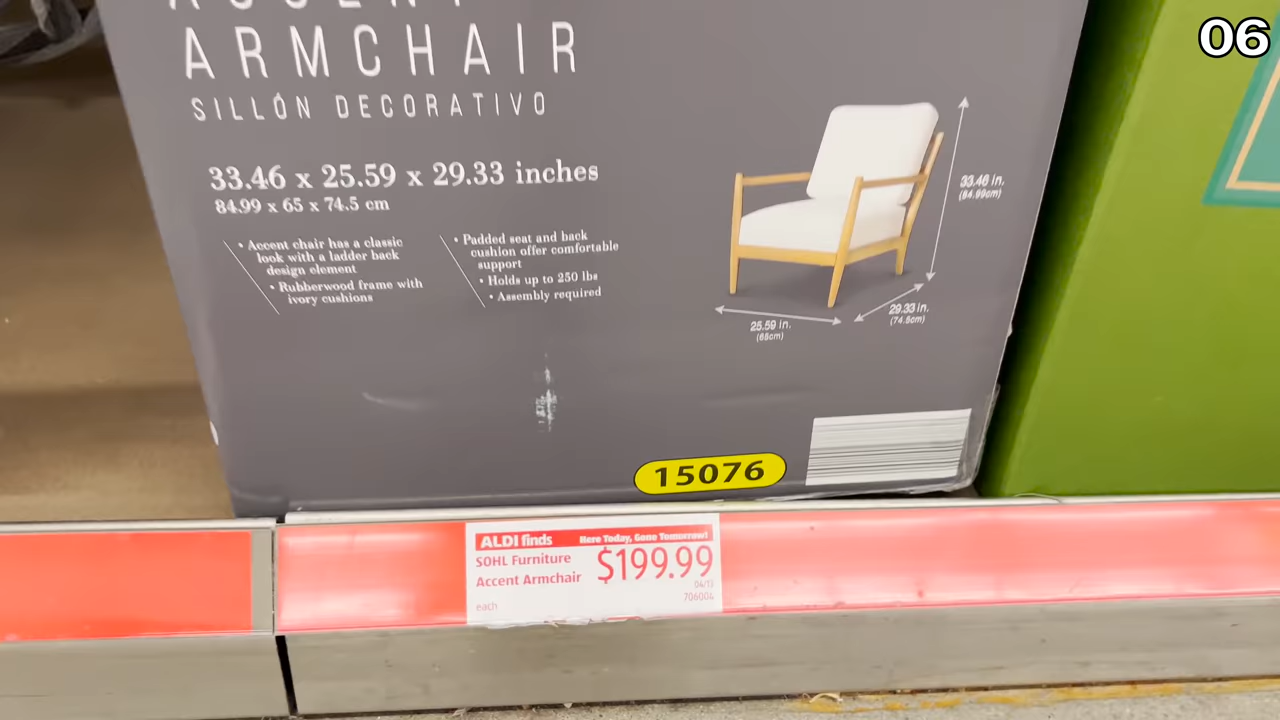 06
ACCENT
ARMCHAIR
SILLÓN DECORATIVO
33.46 x 25.59 x 29.33 inches
84.99 x 65 x 74.5 cm
• Accent chair has a classic
look with a ladder back
design element
• Rubberwood frame with
ivory cushions
• Padded seat and back
cushion offer comfortable
support
• Holds up to 250 lbs
• Assembly required
33.46 in.
(84.99cm)
29.33 in.
(74.5cm)
25.59 in.
(65cm)
15076
ALDI finds Here Today, Gone Tomorrow!
SOHL Furniture
Accent Armchair
$199.99
04/13
706004
each